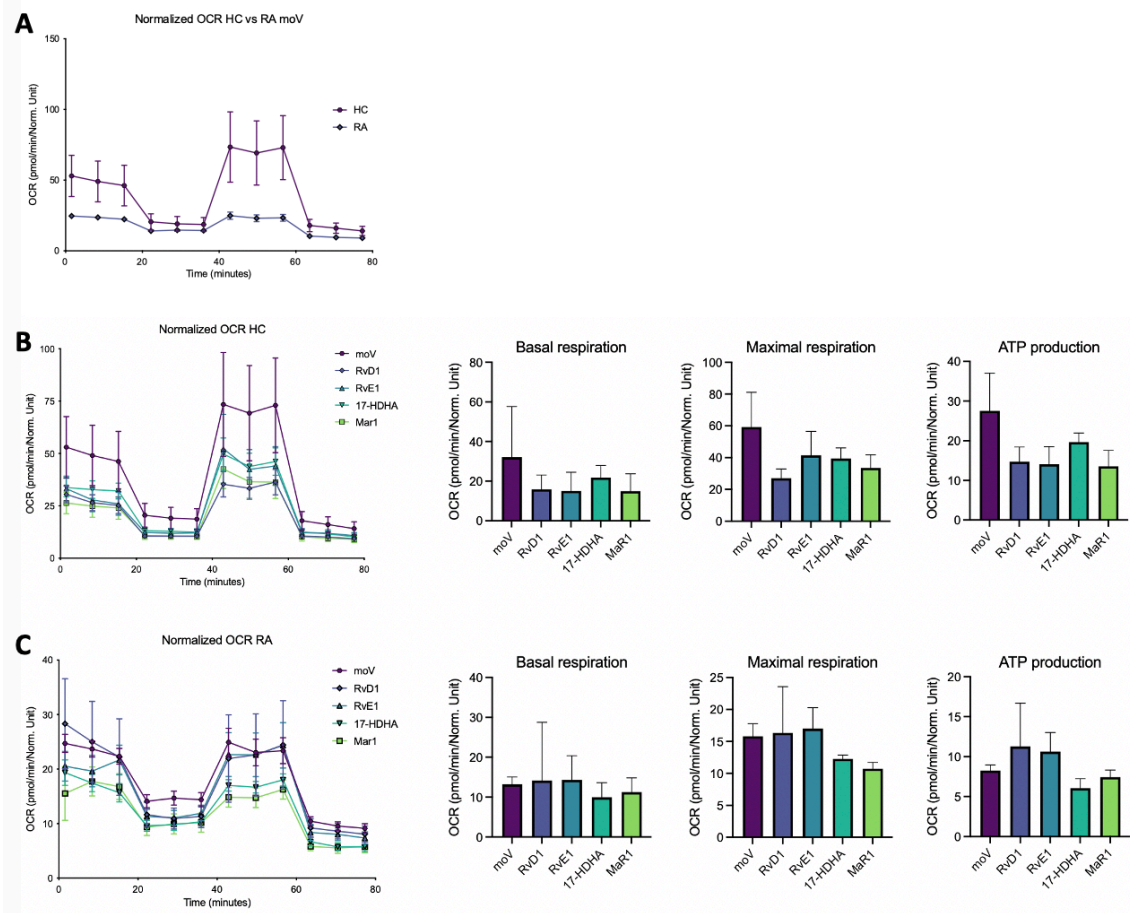 A
Normalized OCR HC vs RA moV
OCR (pmol/min/Norm. Unit)
150
100
50
0
0 20 40 60 80
Time (minutes)
HC
RA
B
Normalized OCR HC
OCR (pmol/min/Norm. Unit)
100
75
50
25
0
0 20 40 60 80
Time (minutes)
moV
RvD1
RvE1
17-HDHA
Mar1
Basal respiration
OCR (pmol/min/Norm. Unit)
80
60
40
20
0
moV RvD1 RvE1 17-HDHA MaR1
Maximal respiration
OCR (pmol/min/Norm. Unit)
100
80
60
40
20
0
moV RvD1 RvE1 17-HDHA MaR1
ATP production
OCR (pmol/min/Norm. Unit)
40
30
20
10
0
moV RvD1 RvE1 17-HDHA MaR1
C
Normalized OCR RA
OCR (pmol/min/Norm. Unit)
40
30
20
10
0
0 20 40 60 80
Time (minutes)
moV
RvD1
RvE1
17-HDHA
Mar1
Basal respiration
OCR (pmol/min/Norm. Unit)
40
30
20
10
0
moV RvD1 RvE1 17-HDHA MaR1
Maximal respiration
OCR (pmol/min/Norm. Unit)
25
20
15
10
5
0
moV RvD1 RvE1 17-HDHA MaR1
ATP production
OCR (pmol/min/Norm. Unit)
20
15
10
5
0
moV RvD1 RvE1 17-HDHA MaR1